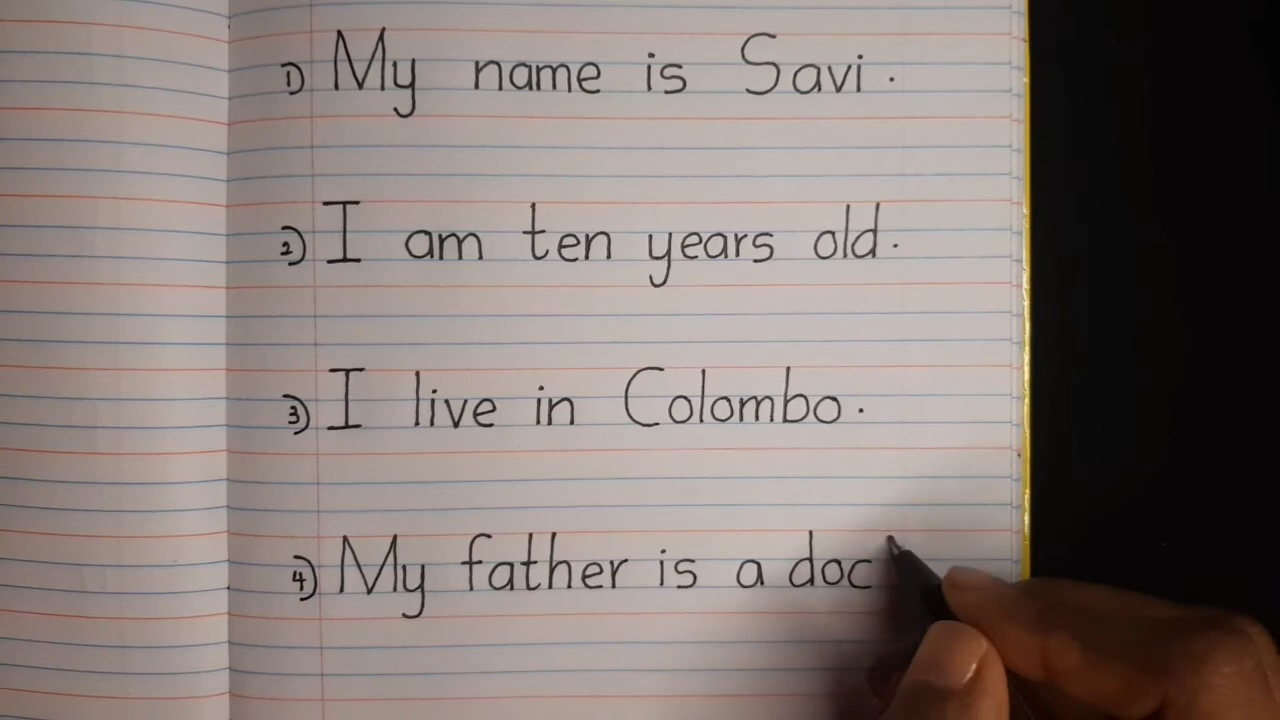 1) My name is Savi.
2) I am ten years old.
3) I live in Colombo.
4) My father is a doc